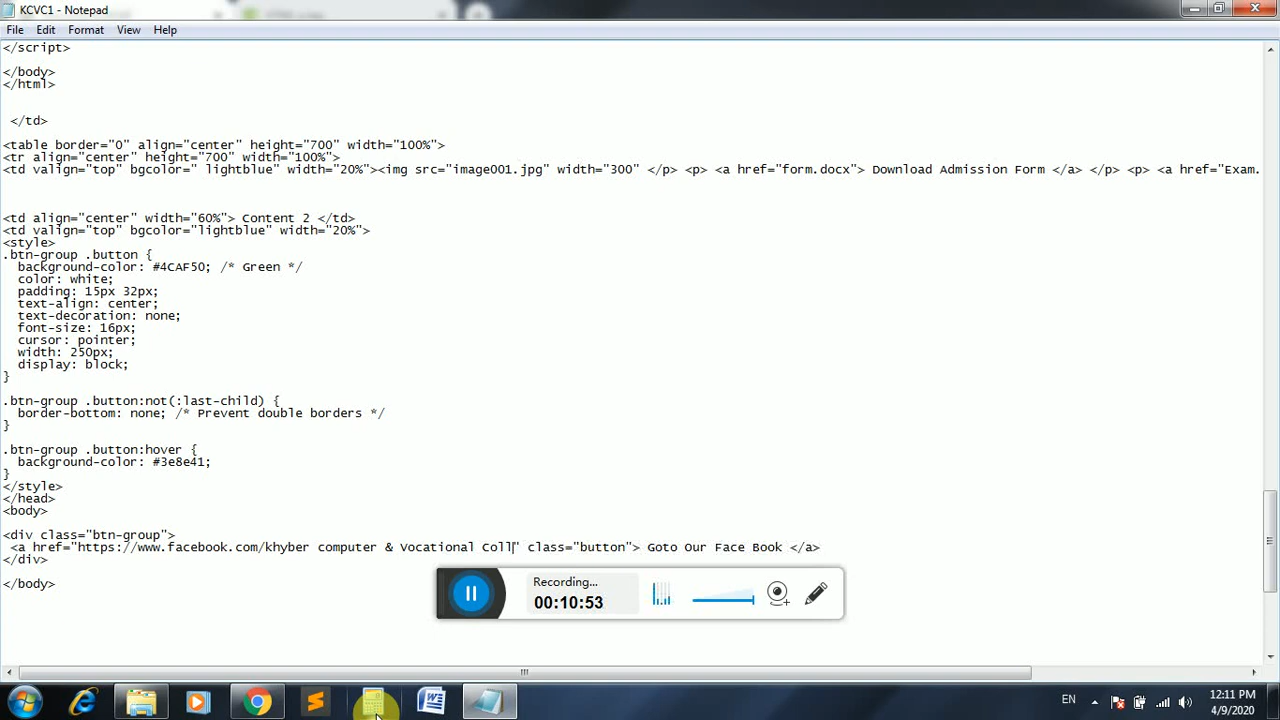 KCVC1 - Notepad
File Edit Format View Help
</script>
</body>
</html>
</td>
<table border="0" align="center" height="700" width="100%">
<tr align="center" height="700" width="100%">
<td valign="top" bgcolor=" lightblue" width="20%"><img src="image001.jpg" width="300" </p> <p> <a href="form.docx"> Download Admission Form </a> </p> <p> <a href="Exam.
<td align="center" width="60%"> Content 2 </td>
<td valign="top" bgcolor="lightblue" width="20%">
<style>
.btn-group .button {
background-color: #4CAF50; /* Green */
color: white;
padding: 15px 32px;
text-align: center;
text-decoration: none;
font-size: 16px;
cursor: pointer;
width: 250px;
display: block;
}
.btn-group .button:not(:last-child) {
border-bottom: none; /* Prevent double borders */
}
.btn-group .button:hover {
background-color: #3e8e41;
}
</style>
</head>
<body>
<div class="btn-group">
<a href="https://www.facebook.com/khyber computer & Vocational Coll" class="button"> Goto Our Face Book </a>
</div>
</body>
Recording...
00:10:53
EN
12:11 PM
4/9/2020